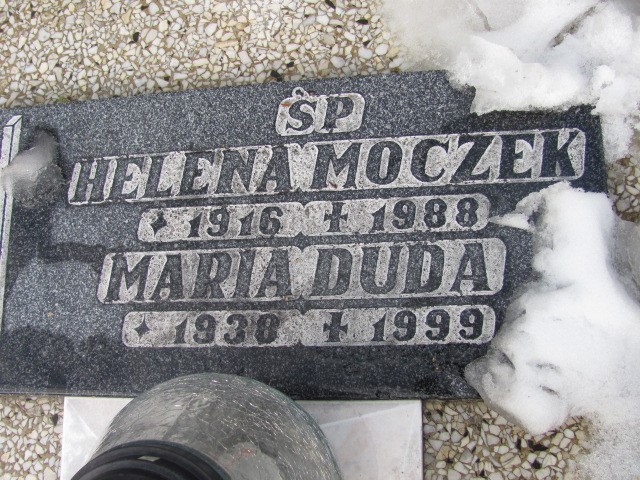 ŚP
HELENA MOCZEK
✦ 1916 ✝ 1988
MARIA DUDA
✦ 1938 ✝ 1999